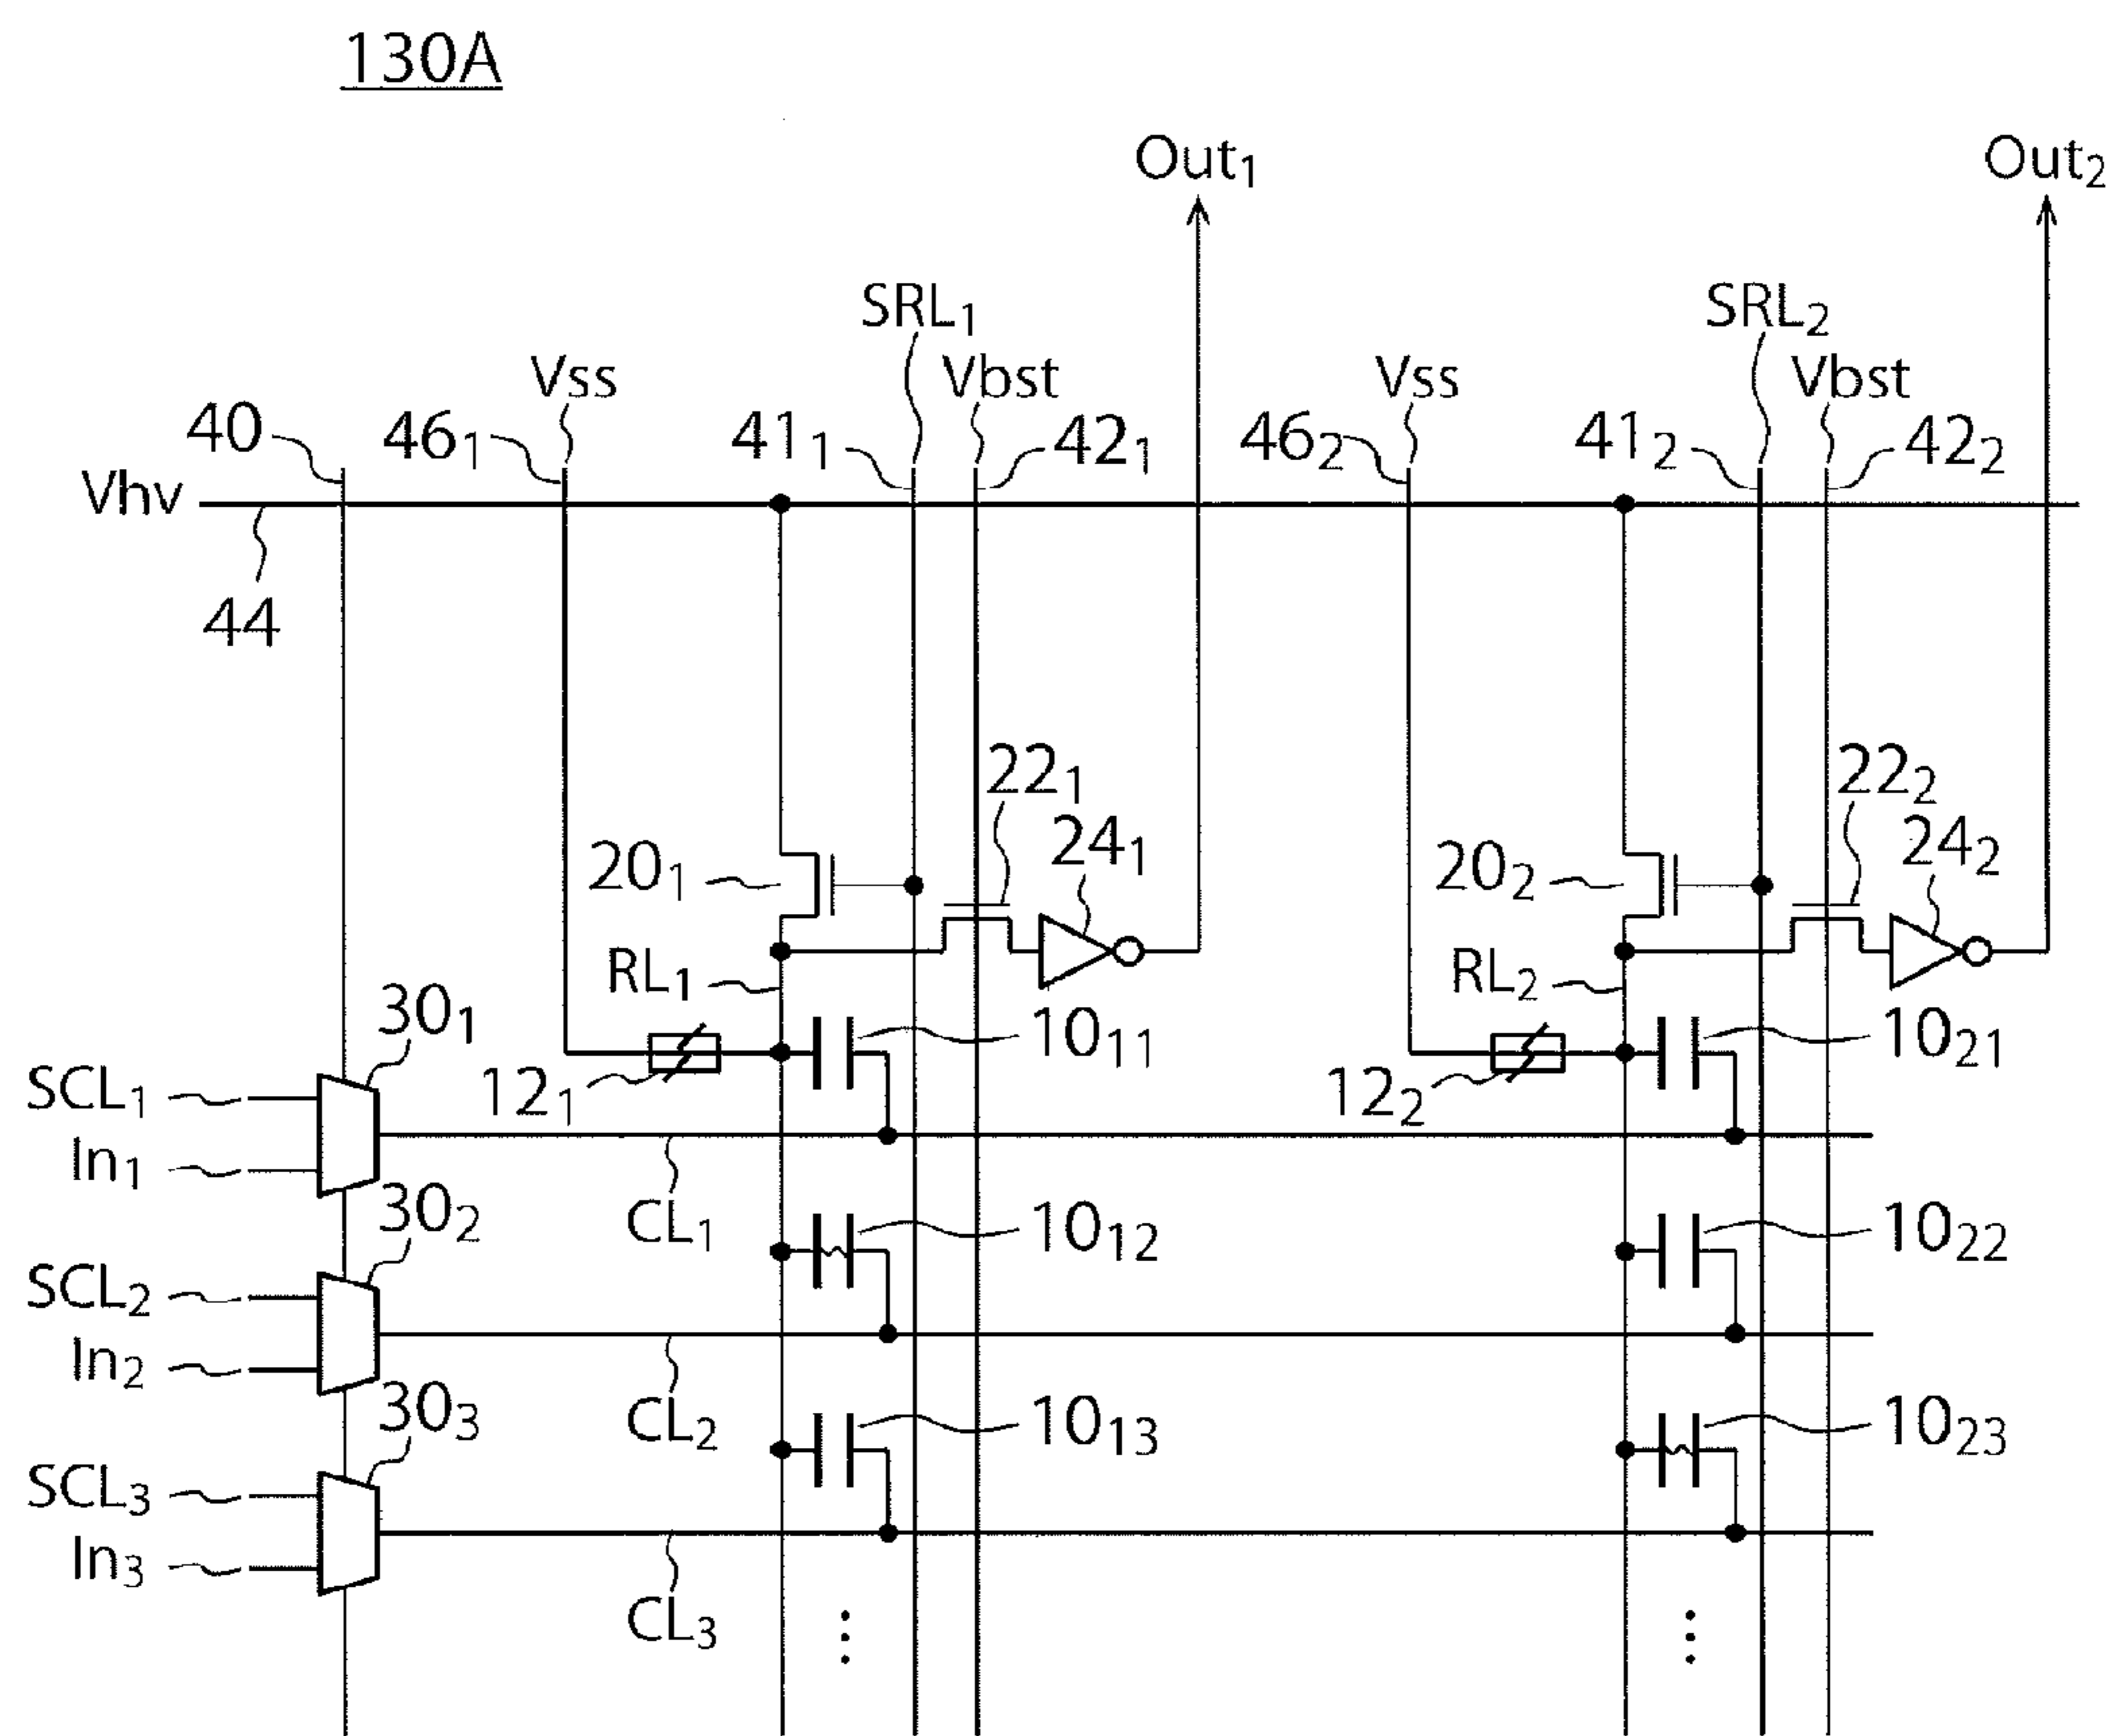 130A
Out1 Out2
SRL1 SRL2
Vss Vbst Vss Vbst
40 461 411 421 462 412 422
Vhv
44
221 222
201 241 202 242
RL1 RL2
301 1011 1021
SCL1 121 122
In1
302 CL1 1012 1022
SCL2
In2
303 CL2 1013 1023
SCL3
In3
CL3